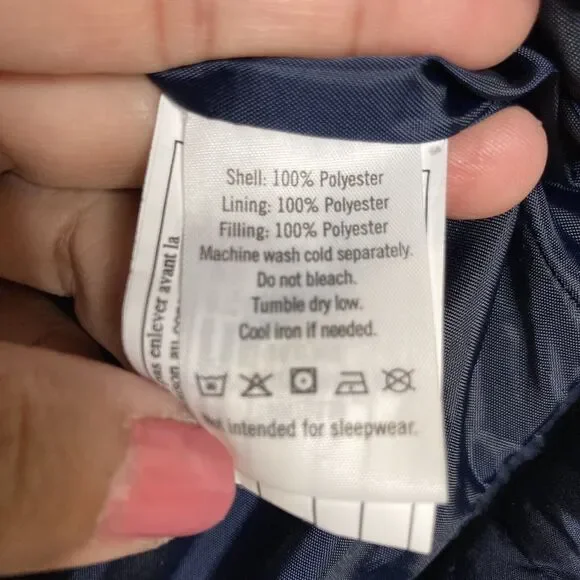 Shell: 100% Polyester
Lining: 100% Polyester
Filling: 100% Polyester
Machine wash cold separately.
Do not bleach.
Tumble dry low.
Cool iron if needed.
intended for sleepwear.
enlever avant la